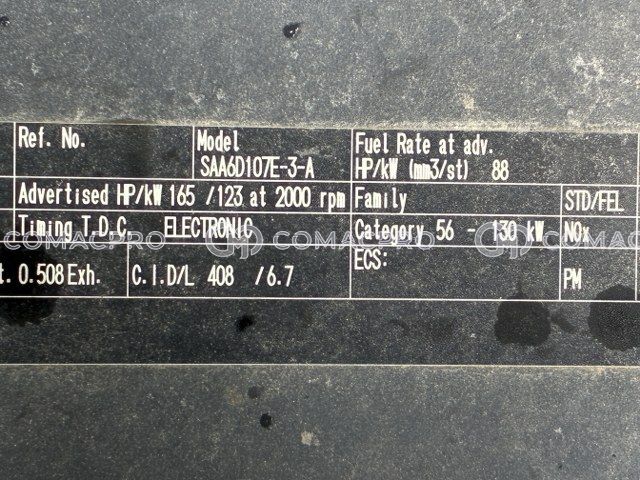 Ref. No.
Model
SAA6D107E-3-A
Fuel Rate at adv.
HP/kW (mm3/st) 88
Advertised HP/kW 165 /123 at 2000 rpm
Family
STD/FEL
Timing T.D.C. ELECTRONIC
Category 56 - 130 kW
NOx
COMACPRO COMACPRO COMACPRO
t. 0.508 Exh.
C.I.D/L 408 /6.7
ECS:
PM